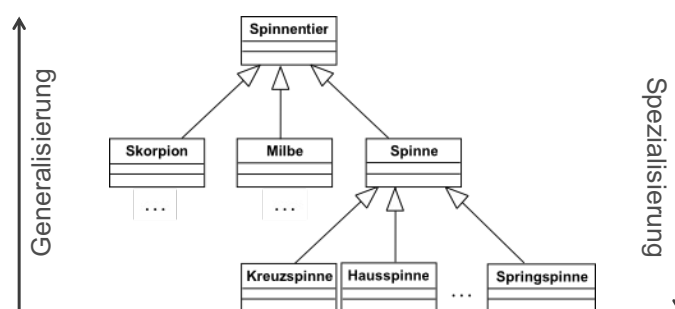 Spinnentier
Generalisierung
Spezialisierung
Skorpion
Milbe
Spinne
...
...
Kreuzspinne
Hausspinne
...
Springspinne